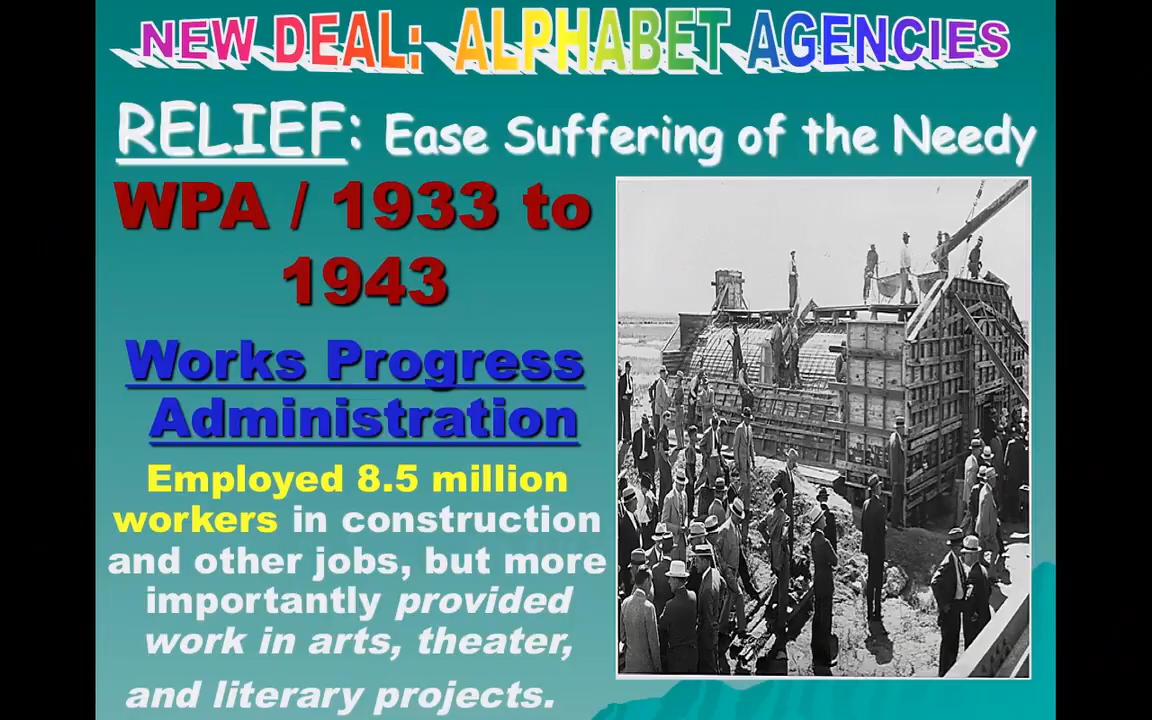 NEW DEAL: ALPHABET AGENCIES
RELIEF: Ease Suffering of the Needy
WPA / 1933 to
1943
Works Progress
Administration
Employed 8.5 million
workers in construction
and other jobs, but more
importantly provided
work in arts, theater,
and literary projects.